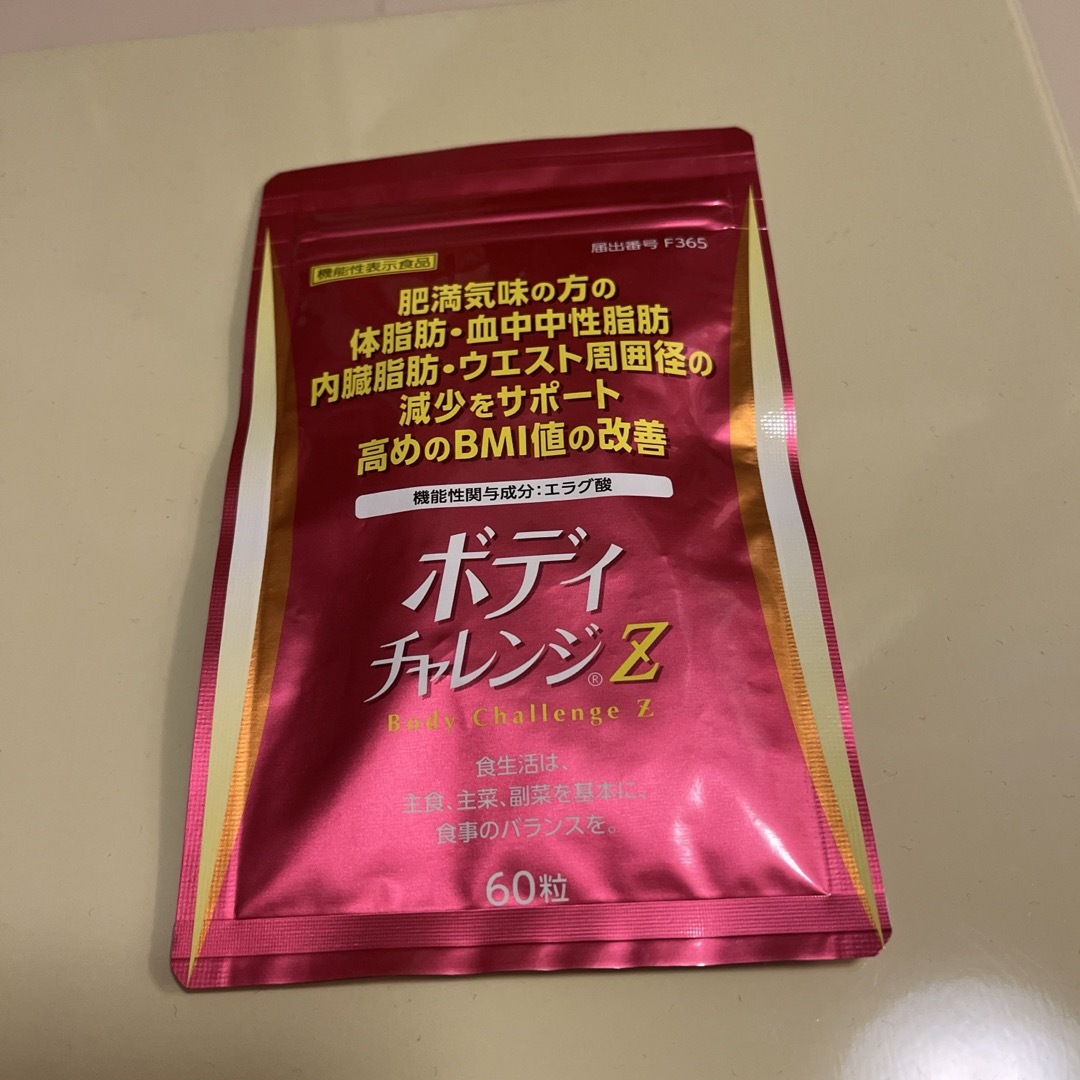 届出番号 F365
機能性表示食品
肥満気味の方の
体脂肪・血中中性脂肪
内臓脂肪・ウエスト周囲径の
減少をサポート
高めのBMI値の改善
機能性関与成分:エラグ酸
ボディ
チャレンジ® Z
Body Challenge Z
食生活は、
主食、主菜、副菜を基本に、
食事のバランスを。
60粒